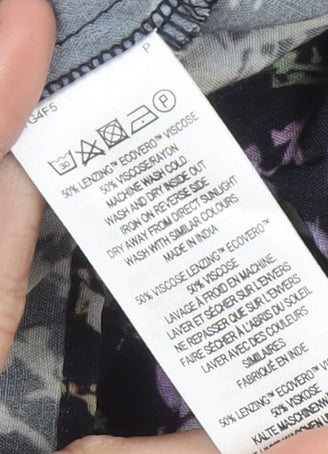 P
G4F5
P
50% LENZING™ ECOVERO™ VISCOSE
50% VISCOSE/RAYON
MACHINE WASH COLD
WASH AND DRY INSIDE OUT
IRON ON REVERSE SIDE
DRY AWAY FROM DIRECT SUNLIGHT
WASH WITH SIMILAR COLOURS
MADE IN INDIA
50% VISCOSE LENZING™ ECOVERO™
50% VISCOSE
LAVAGE À FROID EN MACHINE
LAVER ET SÉCHER SUR L'ENVERS
NE REPASSER QUE SUR L'ENVERS
FAIRE SÉCHER À L'ABRIS DU SOLEIL
LAVER AVEC DES COULEURS
SIMILAIRES
FABRIQUÉ EN INDE
50% LENZING™ ECOVERO™
50% VISKOSE
KALTE MASCHINENW